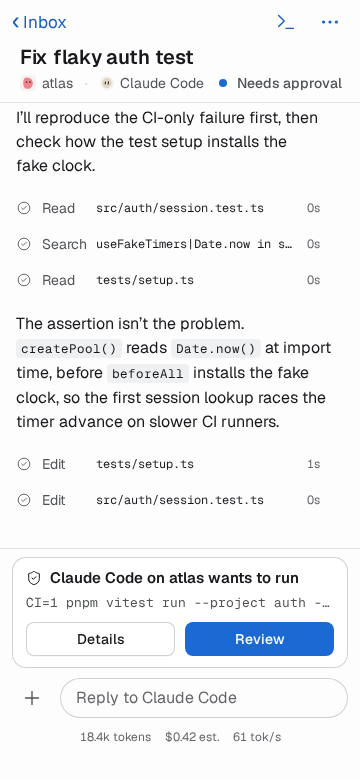 Inbox
Fix flaky auth test
atlas · Claude Code Needs approval
I’ll reproduce the CI-only failure first, then
check how the test setup installs the
fake clock.
Read src/auth/session.test.ts 0s
Search useFakeTimers|Date.now in s… 0s
Read tests/setup.ts 0s
The assertion isn’t the problem.
createPool() reads Date.now() at import
time, before beforeAll installs the fake
clock, so the first session lookup races the
timer advance on slower CI runners.
Edit tests/setup.ts 1s
Edit src/auth/session.test.ts 0s
Claude Code on atlas wants to run
CI=1 pnpm vitest run --project auth -…
Details Review
Reply to Claude Code
18.4k tokens $0.42 est. 61 tok/s